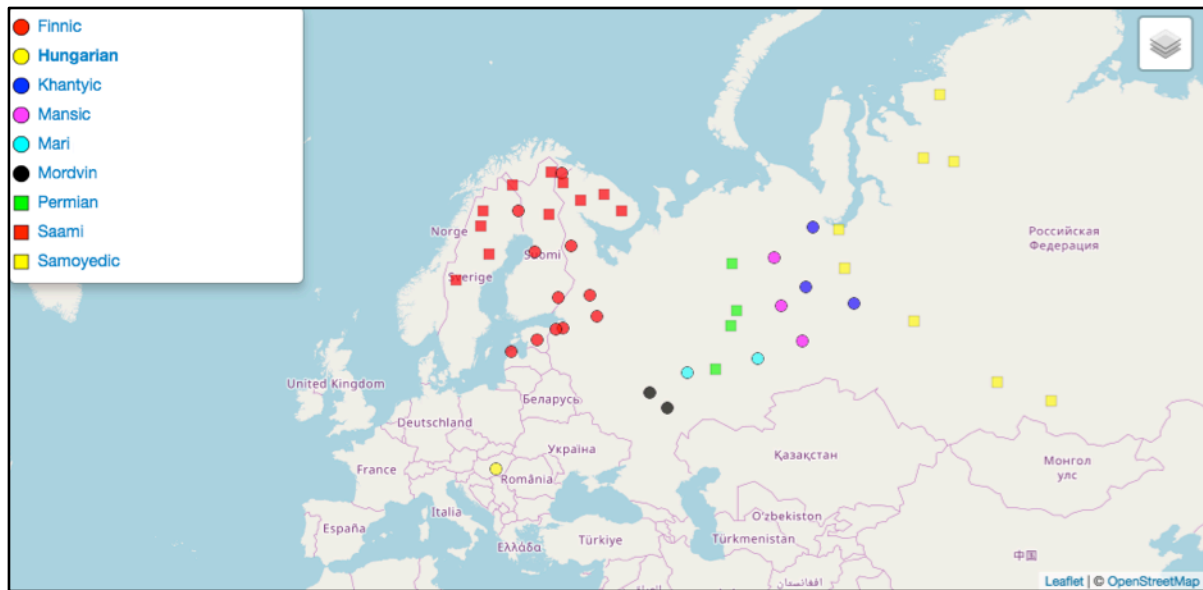 Finnic
Hungarian
Khantyic
Mansic
Mari
Mordvin
Permian
Saami
Samoyedic
Norge
Suomi
Sverige
Российская
Федерация
United Kingdom
Беларусь
Deutschland
Україна
France
România
Қазақстан
Монгол
улс
Italia
España
Ελλάδα
Türkiye
O'zbekiston
Türkmenistan
中国
افغانستان
Leaflet | © OpenStreetMap